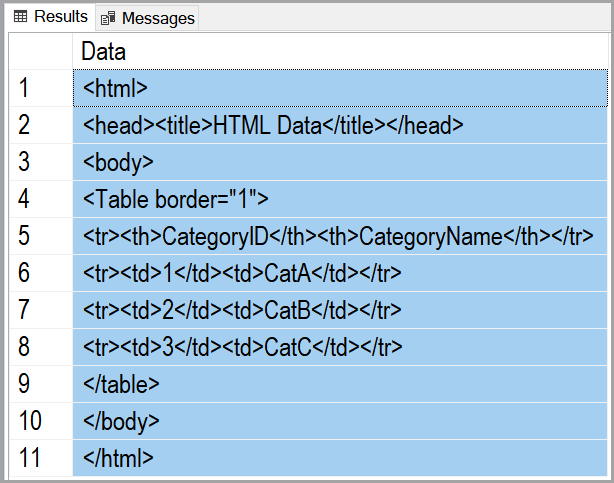 Results Messages
Data
1 <html>
2 <head><title>HTML Data</title></head>
3 <body>
4 <Table border="1">
5 <tr><th>CategoryID</th><th>CategoryName</th></tr>
6 <tr><td>1</td><td>CatA</td></tr>
7 <tr><td>2</td><td>CatB</td></tr>
8 <tr><td>3</td><td>CatC</td></tr>
9 </table>
10 </body>
11 </html>